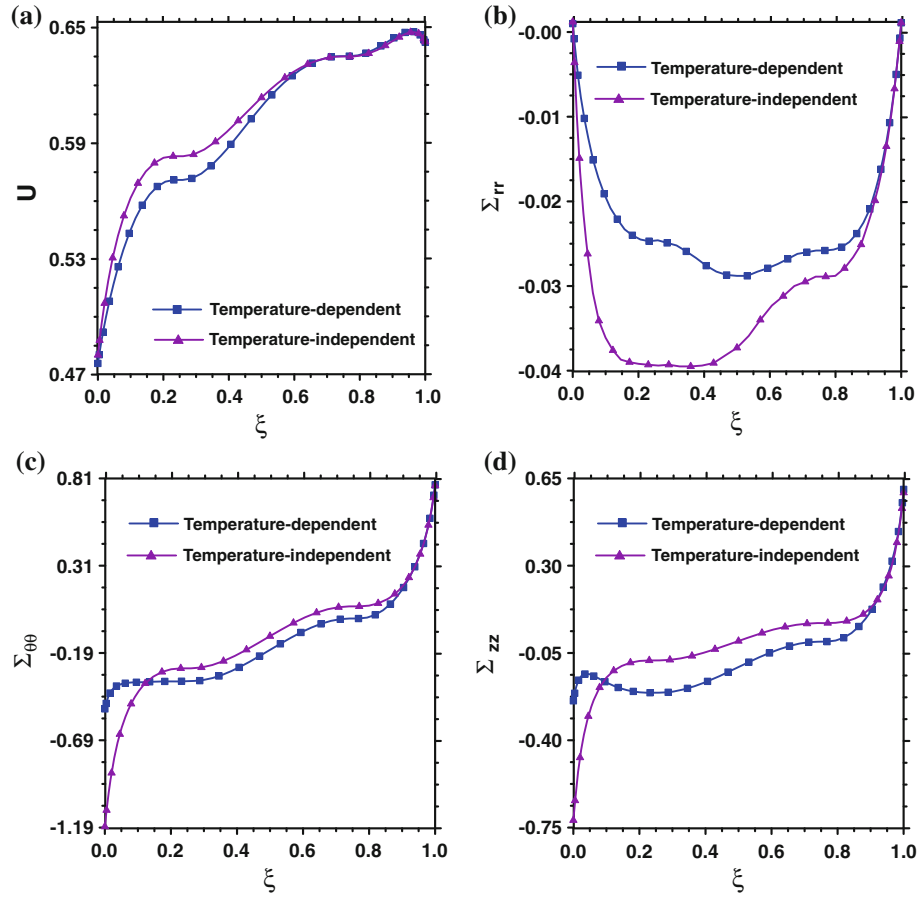 (a)
0.65
0.59
0.53
0.47
U
Temperature-dependent
Temperature-independent
0.0 0.2 0.4 0.6 0.8 1.0
ξ
(b)
-0.00
-0.01
-0.02
-0.03
-0.04
Σrr
Temperature-dependent
Temperature-independent
0.0 0.2 0.4 0.6 0.8 1.0
ξ
(c)
0.81
0.31
-0.19
-0.69
-1.19
Σθθ
Temperature-dependent
Temperature-independent
0.0 0.2 0.4 0.6 0.8 1.0
ξ
(d)
0.65
0.30
-0.05
-0.40
-0.75
Σzz
Temperature-dependent
Temperature-independent
0.0 0.2 0.4 0.6 0.8 1.0
ξ